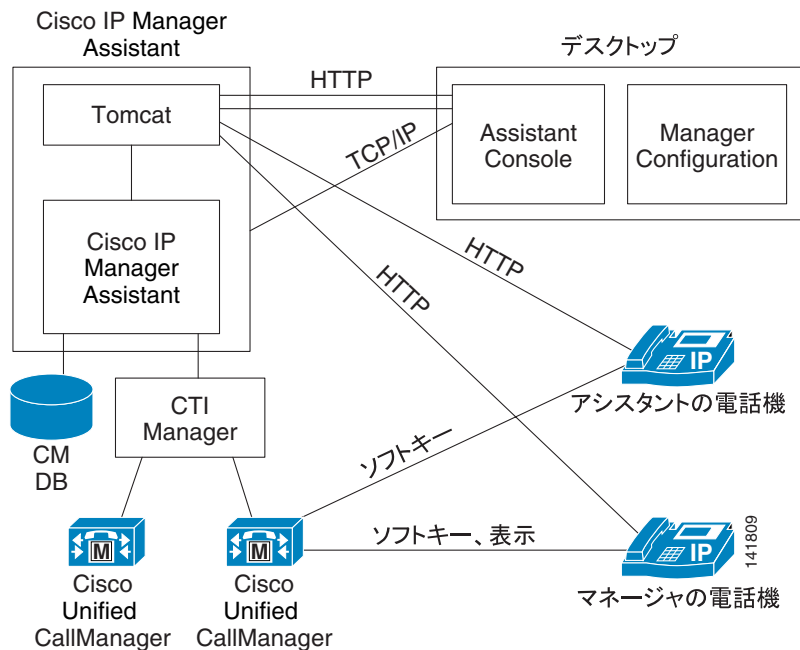 Cisco IP Manager
Assistant
デスクトップ
HTTP
Tomcat
Assistant
Console
Manager
Configuration
TCP/IP
Cisco IP
Manager
Assistant
HTTP
HTTP
IP
アシスタントの電話機
CTI
Manager
CM
DB
ソフトキー
M
M
ソフトキー、表示
IP
141809
マネージャの電話機
Cisco
Unified
CallManager
Cisco
Unified
CallManager